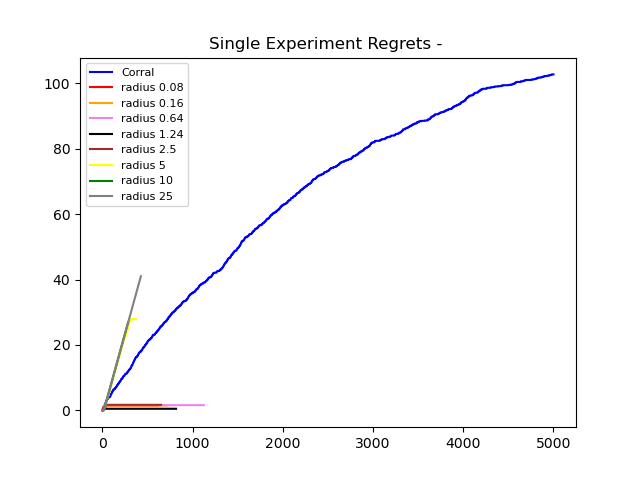 Single Experiment Regrets -
Corral
radius 0.08
radius 0.16
radius 0.64
radius 1.24
radius 2.5
radius 5
radius 10
radius 25
100
80
60
40
20
0
0 1000 2000 3000 4000 5000